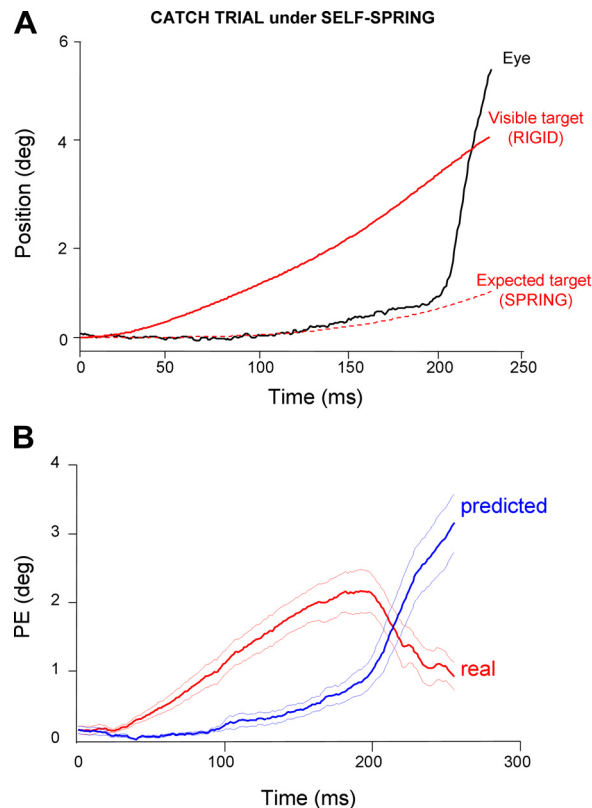 A
CATCH TRIAL under SELF-SPRING
6
4
2
0
Position (deg)
Eye
Visible target
(RIGID)
Expected target
(SPRING)
0
50
100
150
200
250
Time (ms)
B
4
3
2
1
0
PE (deg)
predicted
real
0
100
200
300
Time (ms)